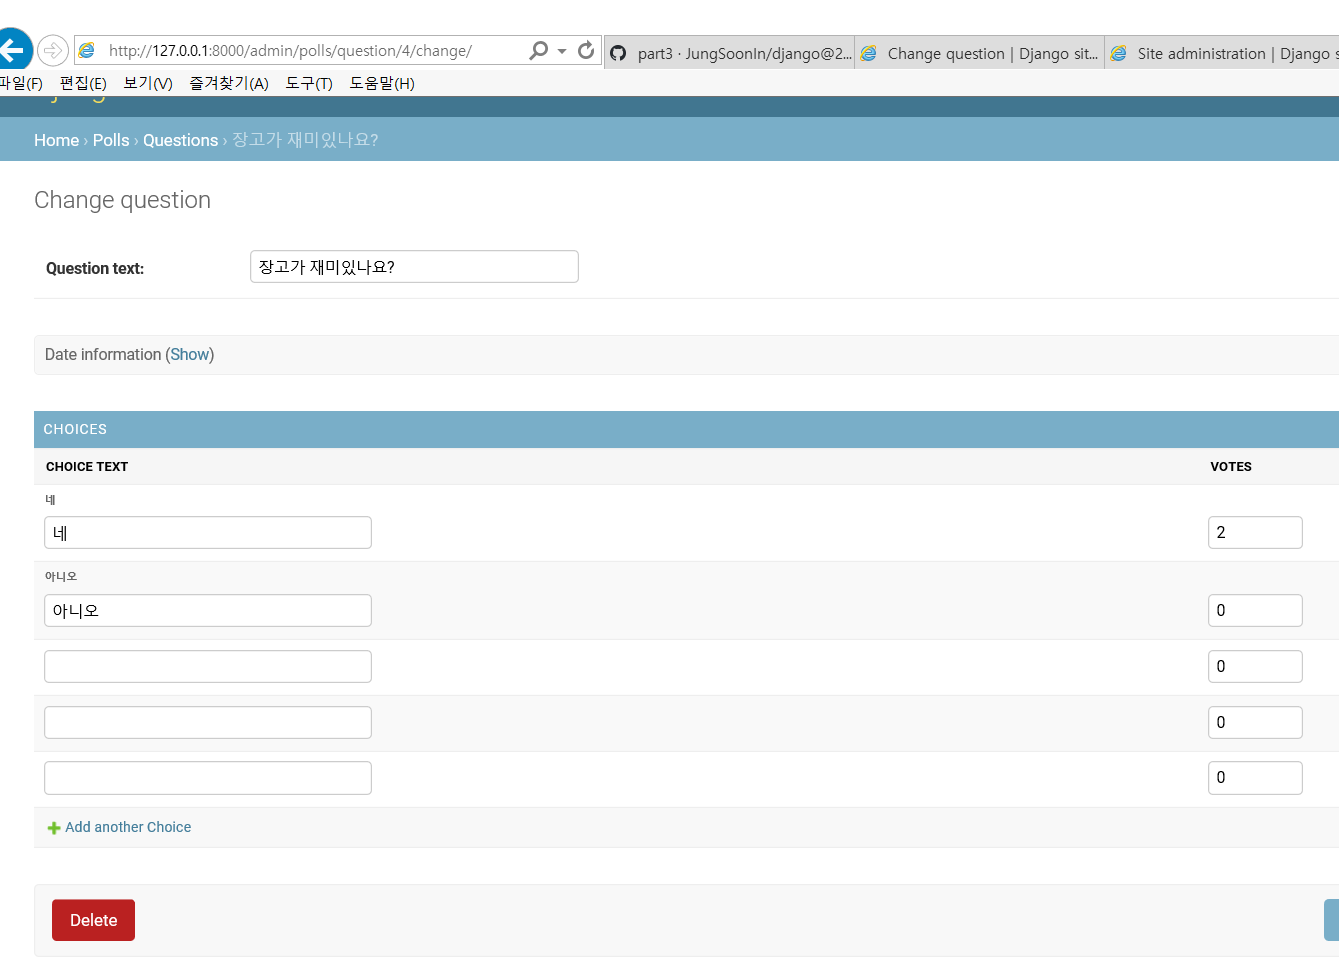 http://127.0.0.1:8000/admin/polls/question/4/change/
part3 · JungSoonIn/django@2...
Change question | Django sit...
Site administration | Django s
파일(F) 편집(E) 보기(V) 즐겨찾기(A) 도구(T) 도움말(H)
Home › Polls › Questions › 장고가 재미있나요?
Change question
Question text: 장고가 재미있나요?
Date information (Show)
CHOICES
CHOICE TEXT VOTES
네
네 2
아니오
아니오 0
0
0
0
Add another Choice
Delete